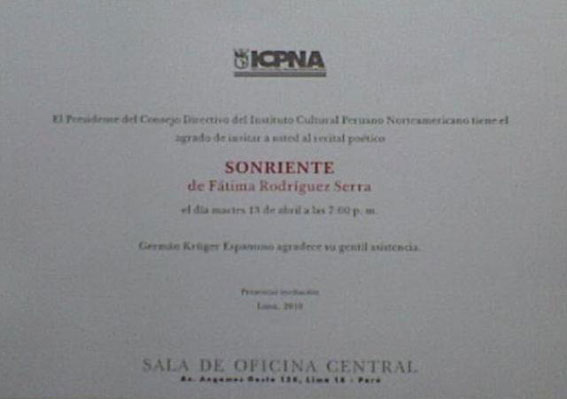 ICPNA
El Presidente del Consejo Directivo del Instituto Cultural Peruano Norteamericano tiene el
agrado de invitar a usted al recital poético
SONRIENTE
de Fátima Rodríguez Serra
el día martes 13 de abril a las 7:00 p. m.
Germán Krüger Espantoso agradece su gentil asistencia.
Presentar invitación
Lima, 2010
SALA DE OFICINA CENTRAL
Av. Angamos Oeste 120, Lima 18 - Perú